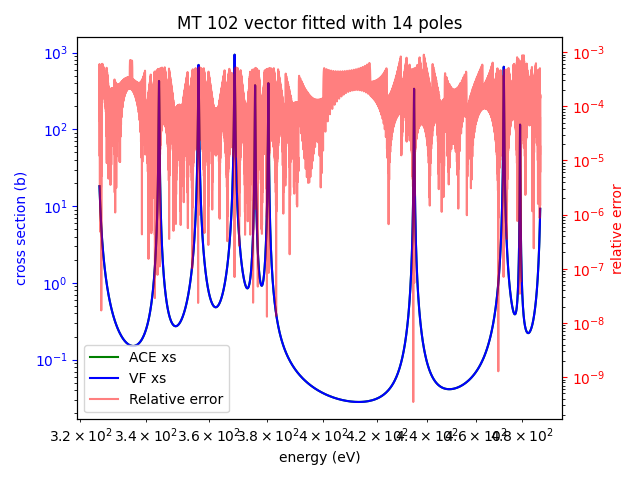 MT 102 vector fitted with 14 poles
10³
10²
10¹
10⁰
10⁻¹
cross section (b)
10⁻³
10⁻⁴
10⁻⁵
10⁻⁶
10⁻⁷
10⁻⁸
10⁻⁹
relative error
ACE xs
VF xs
Relative error
3.2 × 10² 3.4 × 10² 3.6 × 10² 3.8 × 10² 4.0 × 10² 4.2 × 10² 4.4 × 10² 4.6 × 10² 4.8 × 10²
energy (eV)